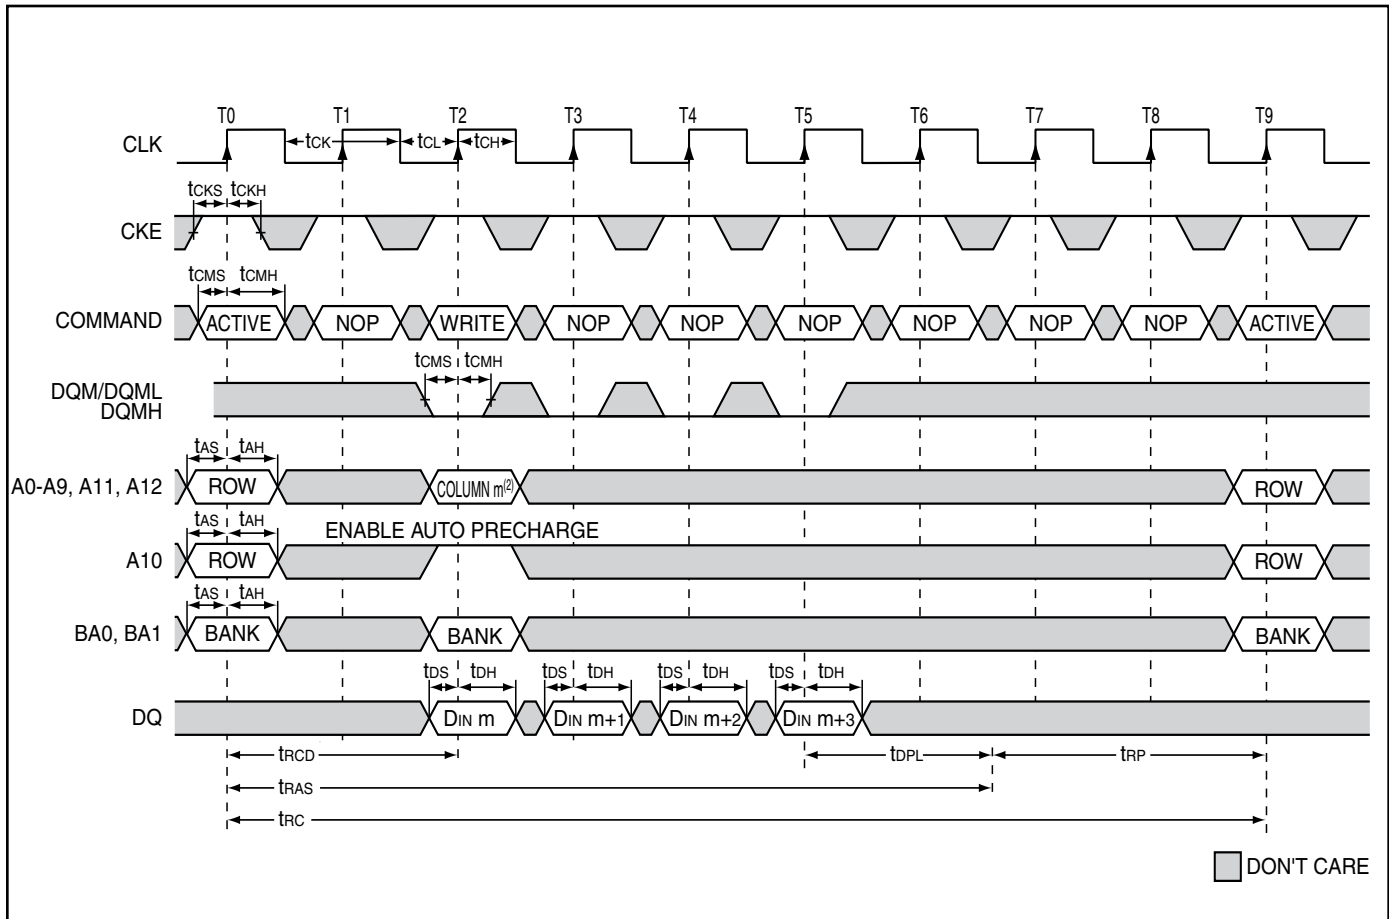 T0 T1 T2 T3 T4 T5 T6 T7 T8 T9
CLK tCK tCL tCH
tCKS tCKH
CKE
tCMS tCMH
COMMAND ACTIVE NOP WRITE NOP NOP NOP NOP NOP NOP ACTIVE
tCMS tCMH
DQM/DQML
DQMH
tAS tAH
A0-A9, A11, A12 ROW COLUMN m(2) ROW
tAS tAH ENABLE AUTO PRECHARGE
A10 ROW ROW
tAS tAH
BA0, BA1 BANK BANK BANK
tDS tDH tDS tDH tDS tDH tDS tDH
DQ DIN m DIN m+1 DIN m+2 DIN m+3
tRCD tDPL tRP
tRAS
tRC
DON'T CARE